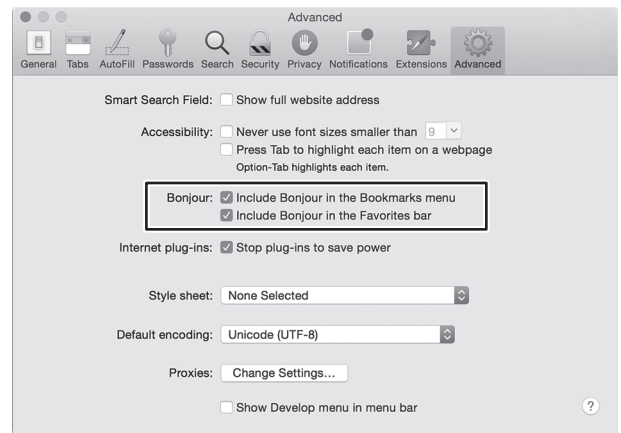 Advanced
General Tabs AutoFill Passwords Search Security Privacy Notifications Extensions Advanced
Smart Search Field: Show full website address
Accessibility: Never use font sizes smaller than 9
Press Tab to highlight each item on a webpage
Option-Tab highlights each item.
Bonjour: Include Bonjour in the Bookmarks menu
Include Bonjour in the Favorites bar
Internet plug-ins: Stop plug-ins to save power
Style sheet: None Selected
Default encoding: Unicode (UTF-8)
Proxies: Change Settings...
Show Develop menu in menu bar
?